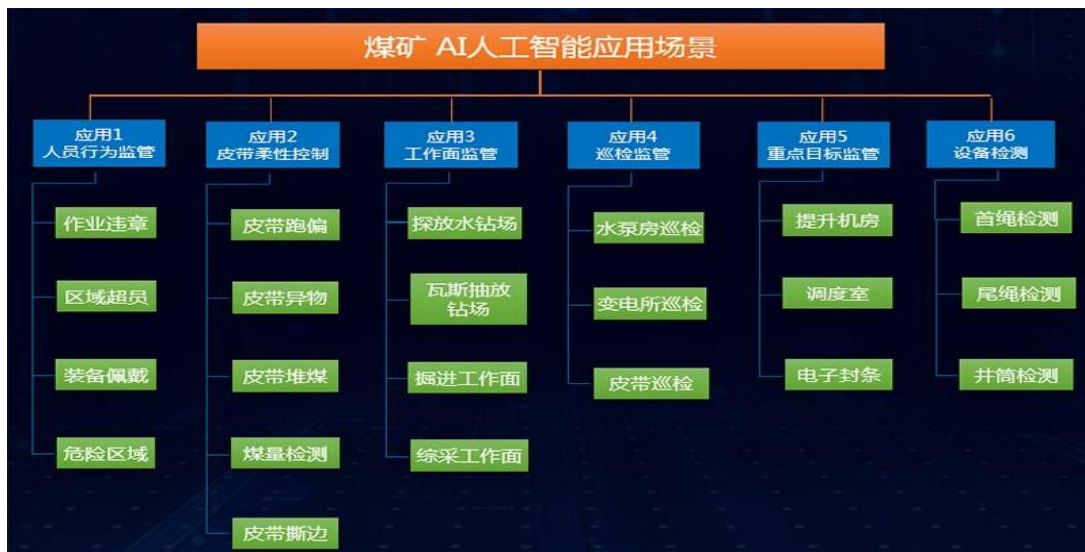 煤矿 AI人工智能应用场景
应用1
人员行为监管
作业违章
区域超员
装备佩戴
危险区域
应用2
皮带柔性控制
皮带跑偏
皮带异物
皮带堆煤
煤量检测
皮带撕边
应用3
工作面监管
探放水钻场
瓦斯抽放
钻场
掘进工作面
综采工作面
应用4
巡检监管
水泵房巡检
变电所巡检
皮带巡检
应用5
重点目标监管
提升机房
调度室
电子封条
应用6
设备检测
首绳检测
尾绳检测
井筒检测